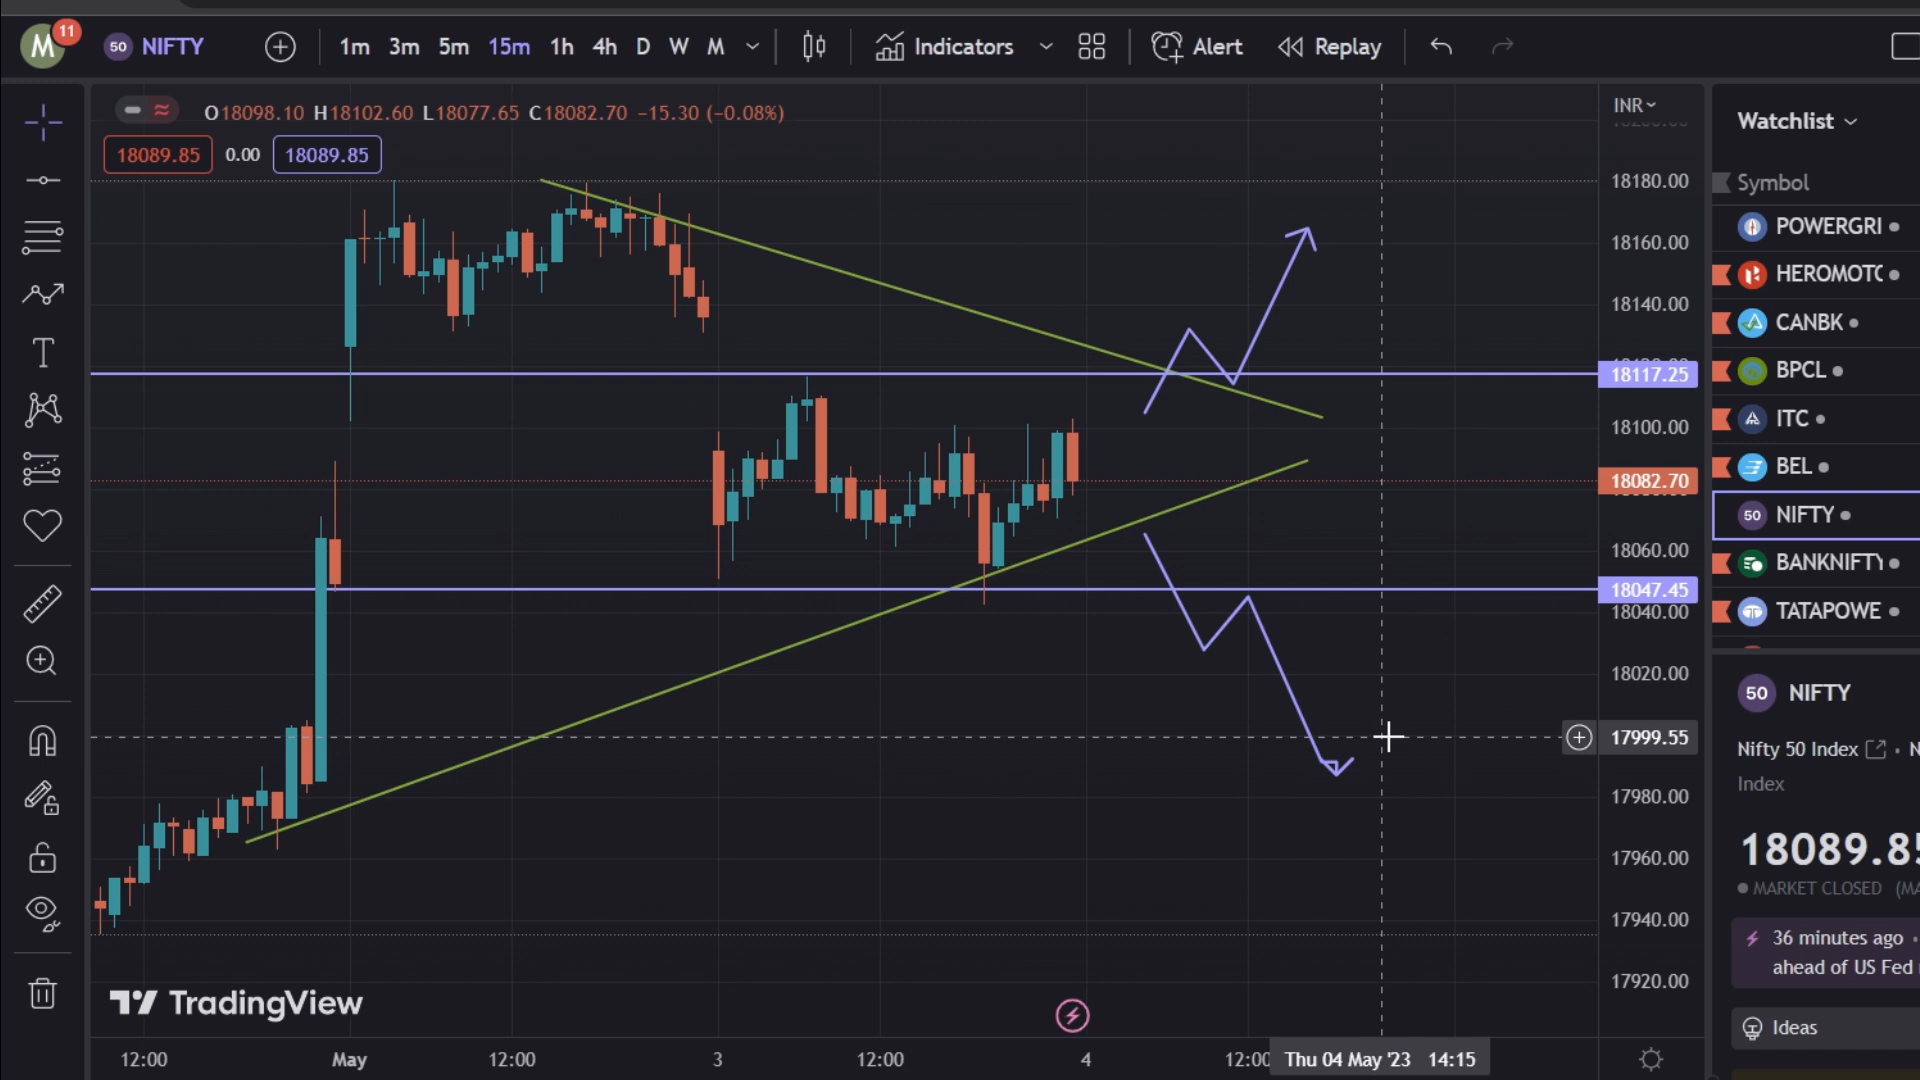 M 11 50 NIFTY 1m 3m 5m 15m 1h 4h D W M Indicators Alert Replay
O18098.10 H18102.60 L18077.65 C18082.70 −15.30 (−0.08%)
18089.85 0.00 18089.85
INR
18180.00
18160.00
18140.00
18117.25
18100.00
18082.70
18060.00
18047.45
18040.00
18020.00
17999.55
17980.00
17960.00
17940.00
17920.00
TradingView
12:00 May 12:00 3 12:00 4 12:00 Thu 04 May '23 14:15
Watchlist
Symbol
POWERGRI
HEROMOTC
CANBK
BPCL
ITC
BEL
50 NIFTY
BANKNIFTY
TATAPOWE
50 NIFTY
Nifty 50 Index
Index
18089.85
MARKET CLOSED
36 minutes ago
ahead of US Fed
Ideas